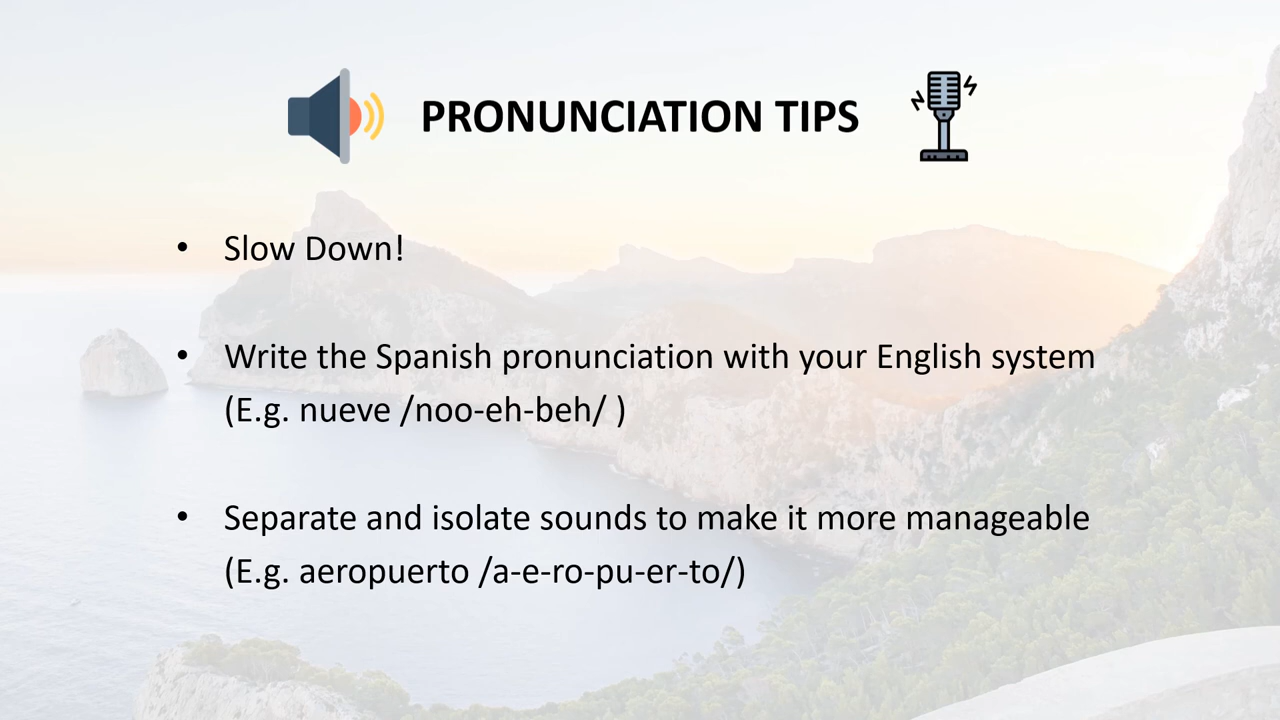 PRONUNCIATION TIPS
• Slow Down!
• Write the Spanish pronunciation with your English system
(E.g. nueve /noo-eh-beh/ )
• Separate and isolate sounds to make it more manageable
(E.g. aeropuerto /a-e-ro-pu-er-to/)